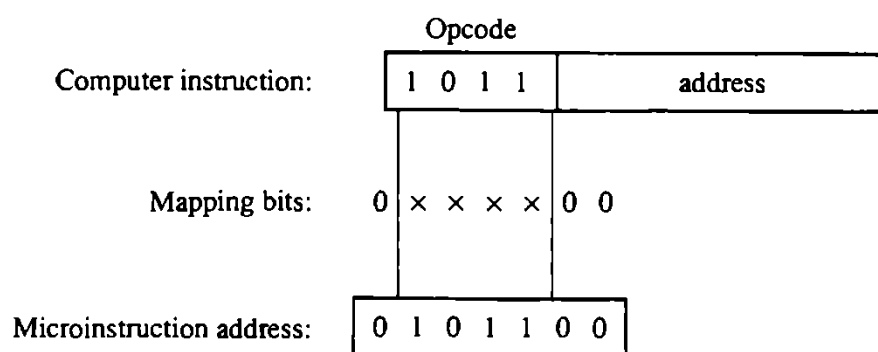 Opcode
Computer instruction: 1 0 1 1 address
Mapping bits: 0 × × × × 0 0
Microinstruction address: 0 1 0 1 1 0 0